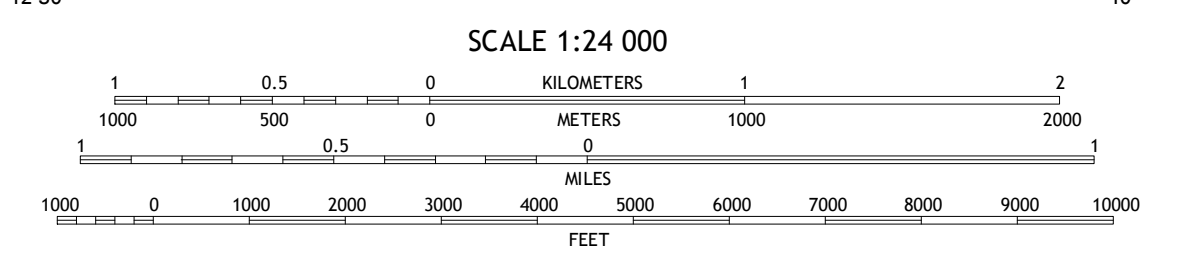 SCALE 1:24 000
1 0.5 0 KILOMETERS 1 2
1000 500 0 METERS 1000 2000
1 0.5 0 1
MILES
1000 0 1000 2000 3000 4000 5000 6000 7000 8000 9000 10000
FEET